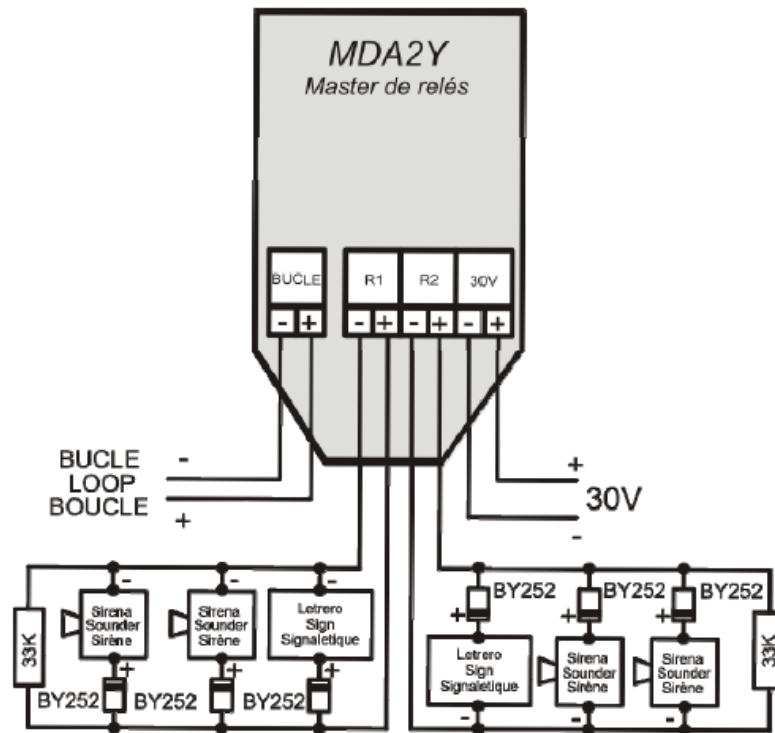 MDA2Y
Master de relés
BUCLE R1 R2 30V
- + - + - + - +
BUCLE -
LOOP
BOUCLE
+
+
30V
-
- - -
Sirena
Sounder
Sirène
Sirena
Sounder
Sirène
Letrero
Sign
Signaletique
33K
+ + +
BY252 BY252 BY252
BY252 BY252 BY252
+ + +
Letrero
Sign
Signaletique
Sirena
Sounder
Sirène
Sirena
Sounder
Sirène
33K
- - -